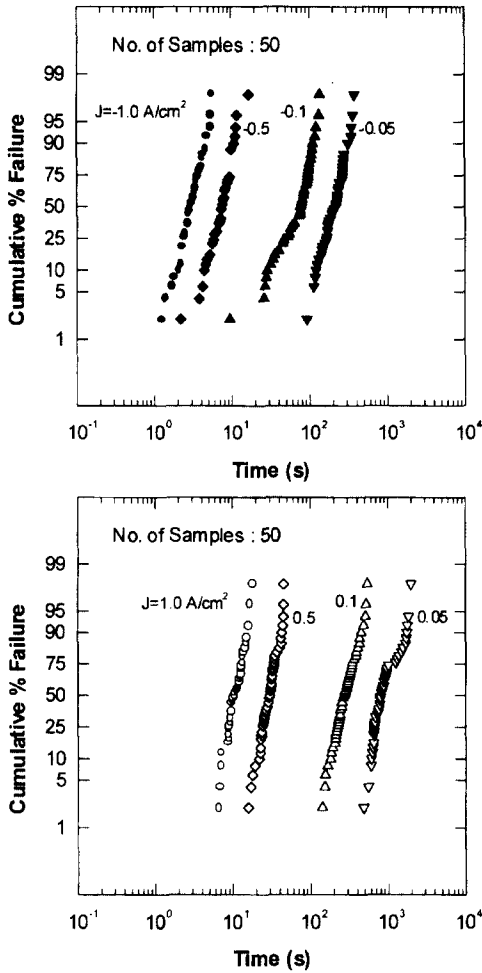 No. of Samples : 50
99
J=-1.0 A/cm²
-0.5
-0.1
-0.05
95
90
75
50
25
10
5
1
Cumulative % Failure
10⁻¹ 10⁰ 10¹ 10² 10³ 10⁴
Time (s)
No. of Samples : 50
99
J=1.0 A/cm²
0.5
0.1
0.05
95
90
75
50
25
10
5
1
Cumulative % Failure
10⁻¹ 10⁰ 10¹ 10² 10³ 10⁴
Time (s)